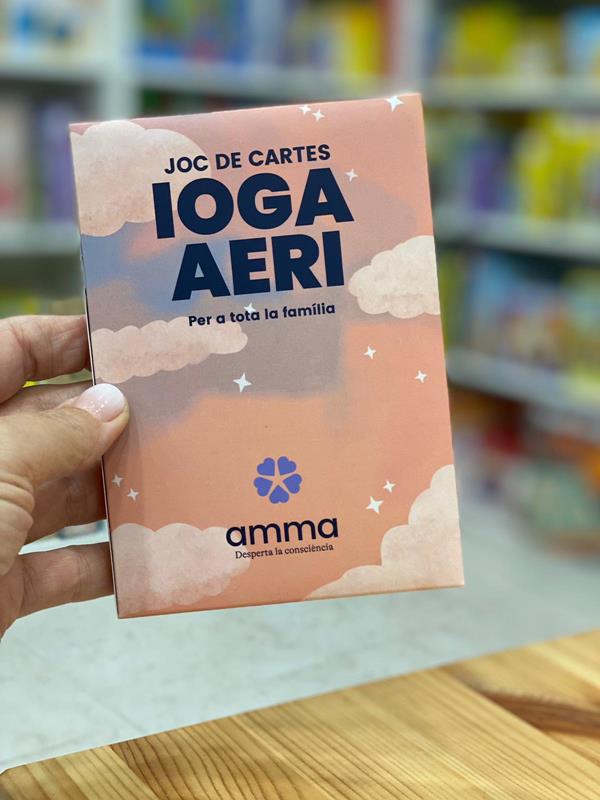 JOC DE CARTES
IOGA
AERI
Per a tota la família
amma
Desperta la consciència